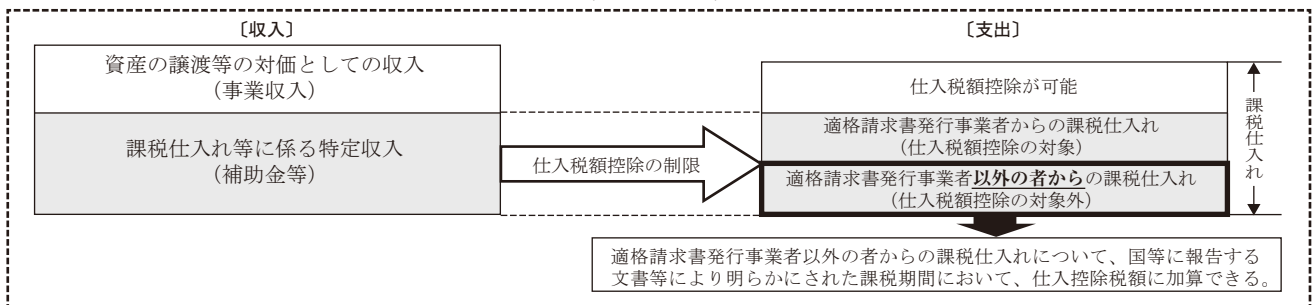 〔収入〕
資産の譲渡等の対価としての収入
(事業収入)
課税仕入れ等に係る特定収入
(補助金等)
仕入税額控除の制限
〔支出〕
仕入税額控除が可能
適格請求書発行事業者からの課税仕入れ
(仕入税額控除の対象)
適格請求書発行事業者以外の者からの課税仕入れ
(仕入税額控除の対象外)
課税仕入れ
適格請求書発行事業者以外の者からの課税仕入れについて、国等に報告する
文書等により明らかにされた課税期間において、仕入控除税額に加算できる。